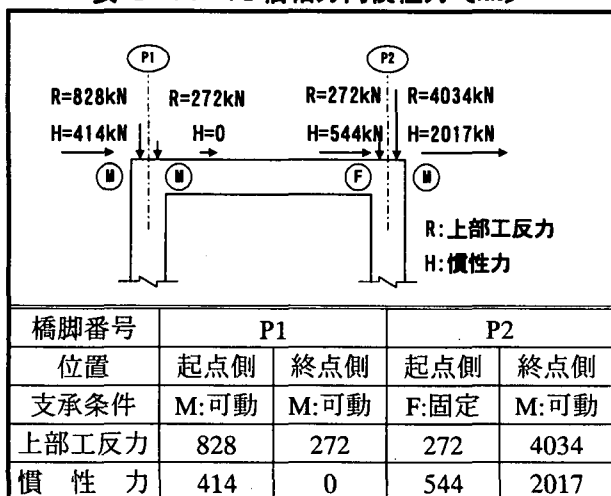 P1 P2
R=828kN R=272kN R=272kN R=4034kN
H=414kN H=0 H=544kN H=2017kN
M M F M
R:上部工反力
H:慣性力
橋脚番号 P1 P2
位置 起点側 終点側 起点側 終点側
支承条件 M:可動 M:可動 F:固定 M:可動
上部工反力 828 272 272 4034
慣性力 414 0 544 2017